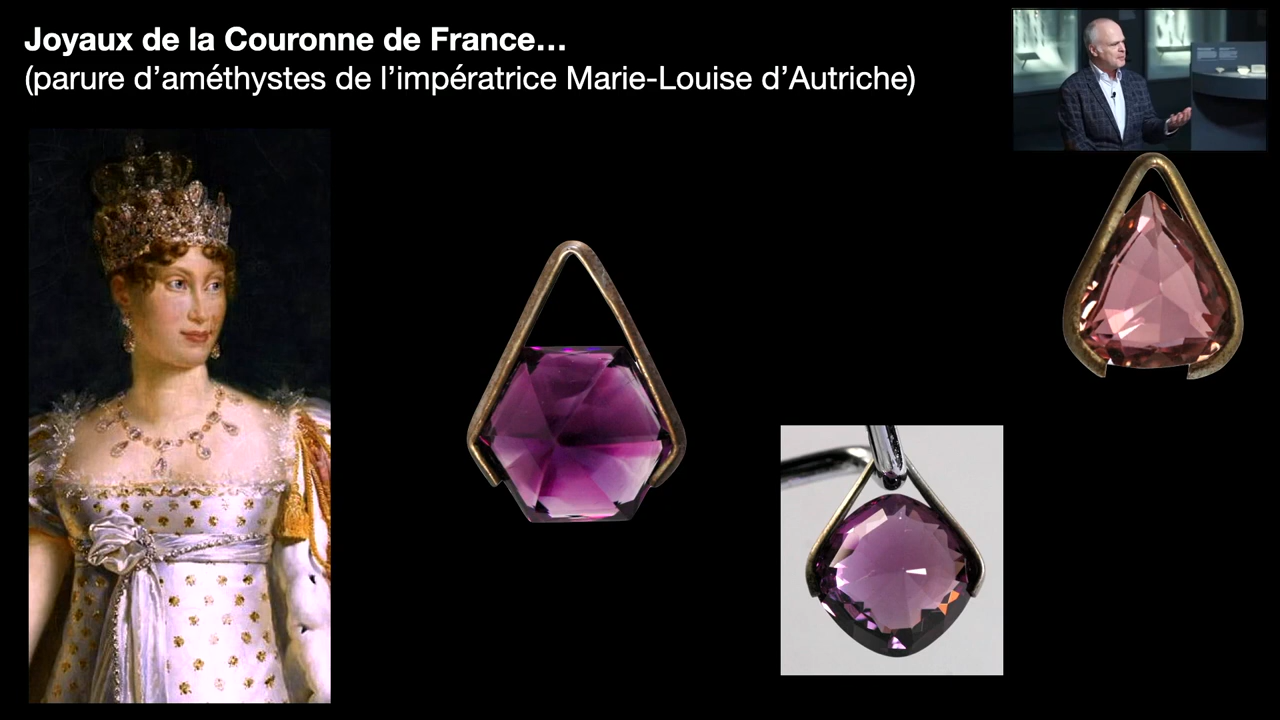 Joyaux de la Couronne de France…
(parure d’améthystes de l’impératrice Marie-Louise d’Autriche)